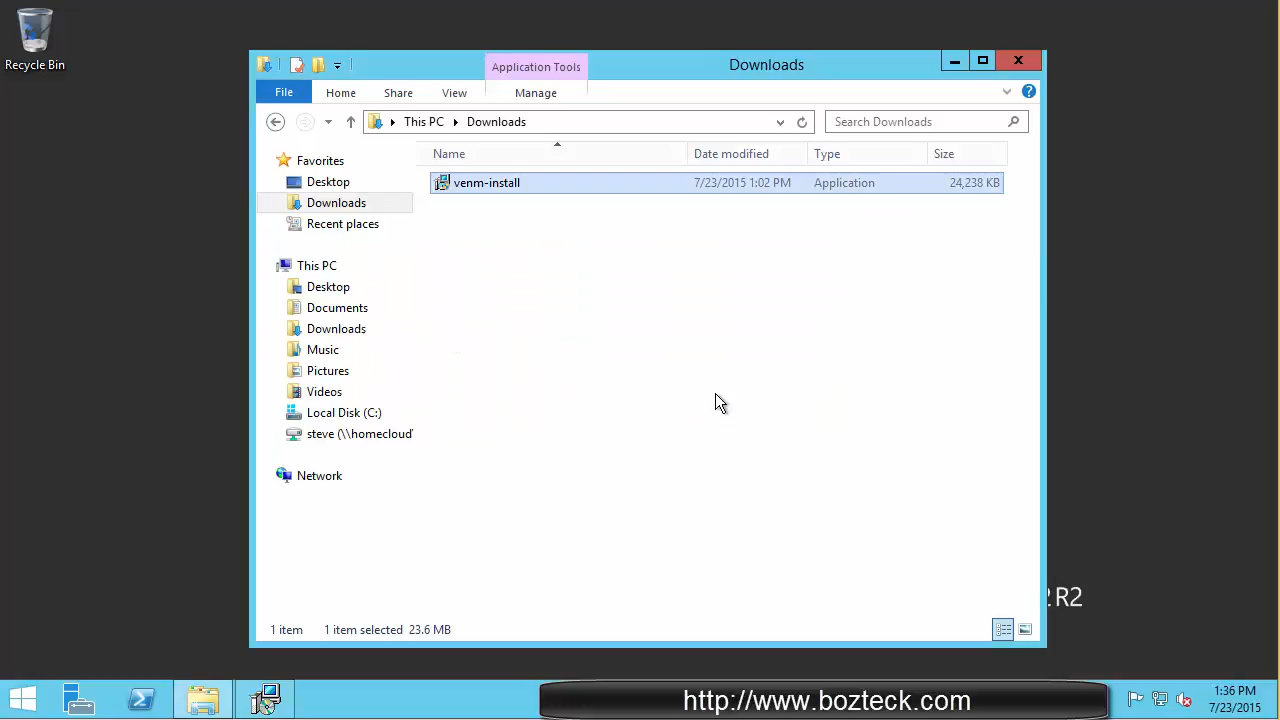 Recycle Bin
Application Tools
Downloads
File
Home
Share
View
Manage
This PC
Downloads
Search Downloads
Name
Date modified
Type
Size
venm-install
7/23/2015 1:02 PM
Application
24,238 KB
Favorites
Desktop
Downloads
Recent places
This PC
Desktop
Documents
Downloads
Music
Pictures
Videos
Local Disk (C:)
steve (\\homecloud
Network
R2
1 item
1 item selected 23.6 MB
http://www.bozteck.com
1:36 PM
7/23/2015